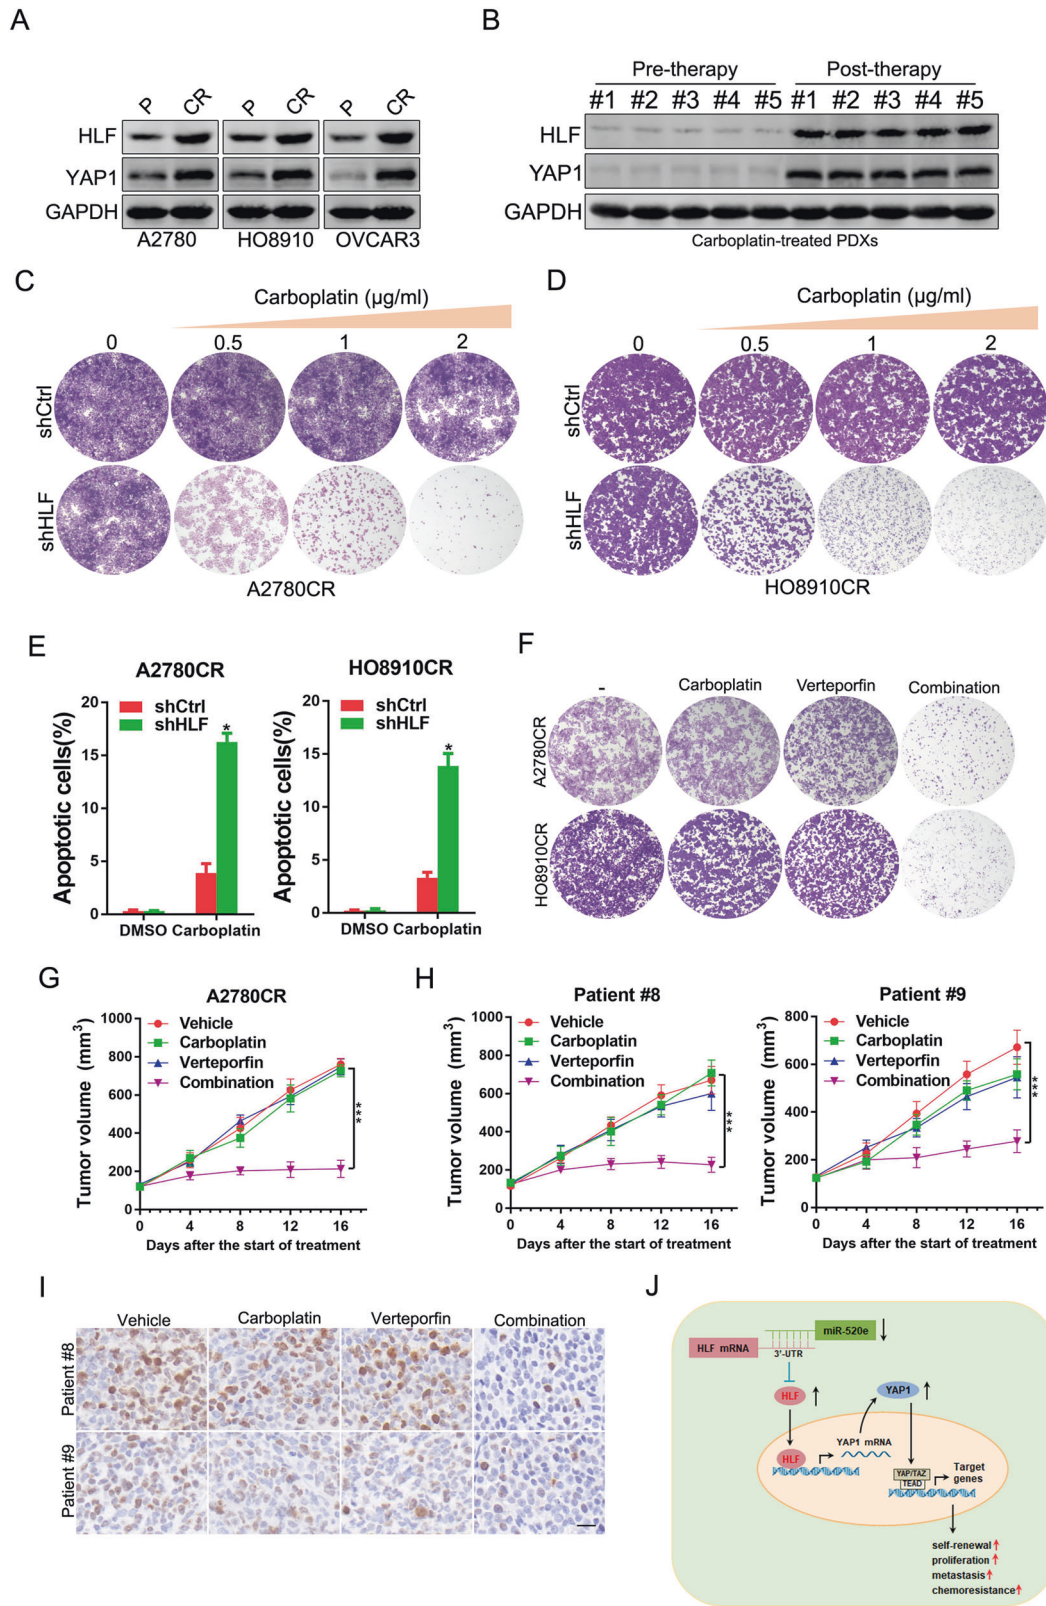 A
P CR P CR P CR
HLF
YAP1
GAPDH
A2780 HO8910 OVCAR3
B
Pre-therapy Post-therapy
#1 #2 #3 #4 #5 #1 #2 #3 #4 #5
HLF
YAP1
GAPDH
Carboplatin-treated PDXs
C
Carboplatin (µg/ml)
0 0.5 1 2
shCtrl
shHLF
A2780CR
D
Carboplatin (µg/ml)
0 0.5 1 2
shCtrl
shHLF
HO8910CR
E
A2780CR
Apoptotic cells(%)
20
15
10
5
0
shCtrl
shHLF
*
DMSO Carboplatin
HO8910CR
Apoptotic cells(%)
20
15
10
5
0
shCtrl
shHLF
*
DMSO Carboplatin
F
- Carboplatin Verteporfin Combination
A2780CR
HO8910CR
G
A2780CR
Tumor volume (mm³)
1000
800
600
400
200
0
Vehicle
Carboplatin
Verteporfin
Combination
***
0 4 8 12 16
Days after the start of treatment
H
Patient #8
Tumor volume (mm³)
1000
800
600
400
200
0
Vehicle
Carboplatin
Verteporfin
Combination
***
0 4 8 12 16
Days after the start of treatment
Patient #9
Tumor volume (mm³)
800
600
400
200
0
Vehicle
Carboplatin
Verteporfin
Combination
***
0 4 8 12 16
Days after the start of treatment
I
Vehicle Carboplatin Verteporfin Combination
Patient #8
Patient #9
J
miR-520e
HLF mRNA
3'-UTR
HLF
YAP1
YAP1 mRNA
HLF
YAP/TAZ
TEAD
Target
genes
self-renewal
proliferation
metastasis
chemoresistance